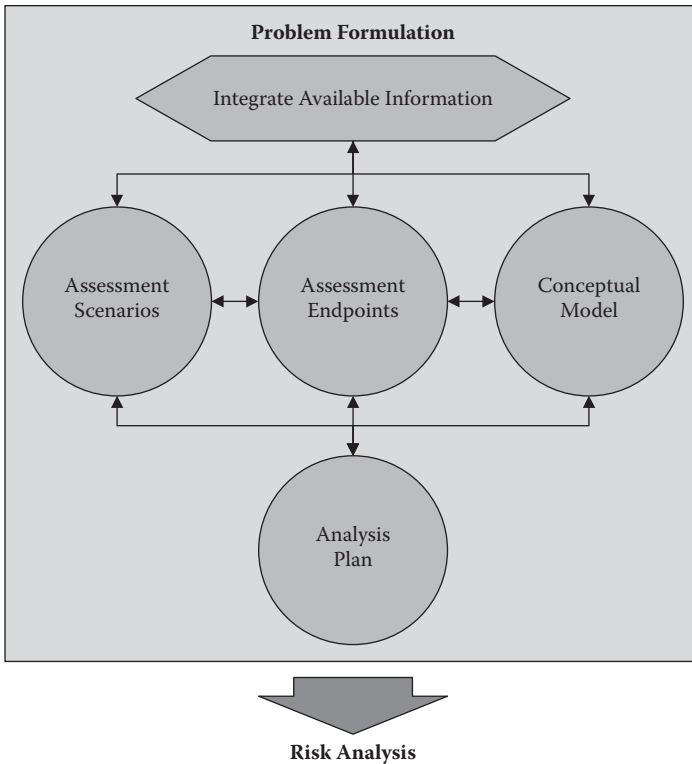 Problem Formulation
Integrate Available Information
Assessment
Scenarios
Assessment
Endpoints
Conceptual
Model
Analysis
Plan
Risk Analysis